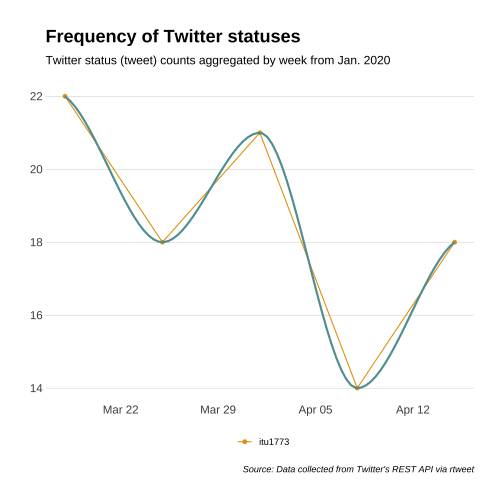 Frequency of Twitter statuses
Twitter status (tweet) counts aggregated by week from Jan. 2020
22
20
18
16
14
Mar 22 Mar 29 Apr 05 Apr 12
itu1773
Source: Data collected from Twitter's REST API via rtweet